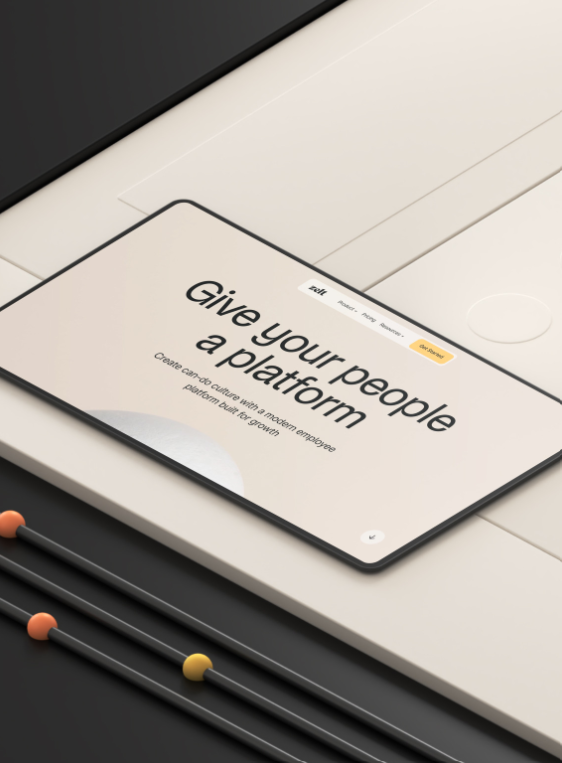 zelt
Product
Pricing
Resources
Get Started
Give your people
a platform
Create can-do culture with a modern employee
platform built for growth